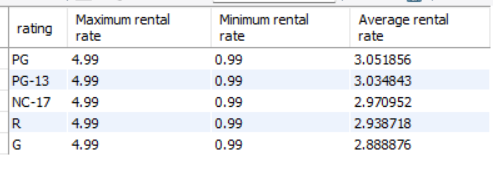 rating Maximum rental rate Minimum rental rate Average rental rate
PG 4.99 0.99 3.051856
PG-13 4.99 0.99 3.034843
NC-17 4.99 0.99 2.970952
R 4.99 0.99 2.938718
G 4.99 0.99 2.888876